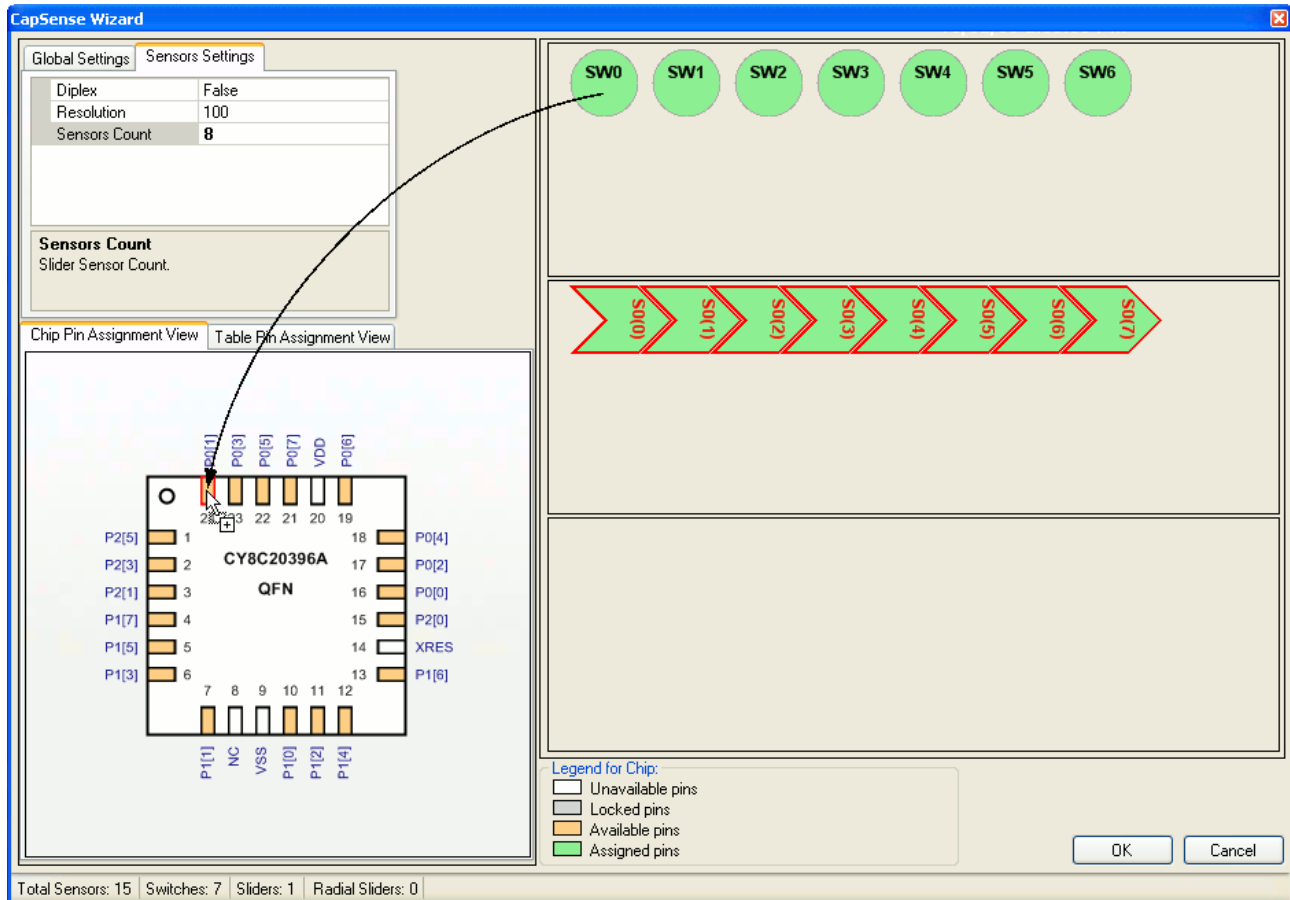 CapSense Wizard
Global Settings Sensors Settings
Diplex False
Resolution 100
Sensors Count 8
Sensors Count
Slider Sensor Count.
Chip Pin Assignment View Table Pin Assignment View
P0[1] P0[3] P0[5] P0[7] VDD P0[6]
23 22 21 20 19
P2[5] 1 18 P0[4]
P2[3] 2 CY8C20396A 17 P0[2]
P2[1] 3 QFN 16 P0[0]
P1[7] 4 15 P2[0]
P1[5] 5 14 XRES
P1[3] 6 13 P1[6]
7 8 9 10 11 12
P1[1] NC VSS P1[0] P1[2] P1[4]
SW0 SW1 SW2 SW3 SW4 SW5 SW6
S0(0) S0(1) S0(2) S0(3) S0(4) S0(5) S0(6) S0(7)
Legend for Chip:
Unavailable pins
Locked pins
Available pins
Assigned pins
OK Cancel
Total Sensors: 15 Switches: 7 Sliders: 1 Radial Sliders: 0